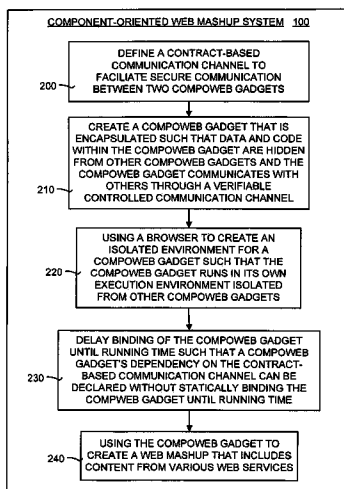 COMPONENT-ORIENTED WEB MASHUP SYSTEM 100
DEFINE A CONTRACT-BASED
COMMUNICATION CHANNEL TO
FACILIATE SECURE COMMUNICATION
BETWEEN TWO COMPOWEB GADGETS
200
CREATE A COMPOWEB GADGET THAT IS
ENCAPSULATED SUCH THAT DATA AND CODE
WITHIN THE COMPOWEB GADGET ARE HIDDEN
FROM OTHER GADGETS AND THE
COMPOWEB GADGET COMMUNICATES WITH
OTHERS THROUGH A VERIFIABLE
CONTROLLED COMMUNICATION CHANNEL
210
USING A BROWSER TO CREATE AN
ISOLATED ENVIRONMENT FOR A
COMPOWEB GADGET SUCH THAT THE
COMPOWEB GADGET RUNS IN ITS OWN
EXECUTION ENVIRONMENT ISOLATED
FROM OTHER COMPOWEB GADGETS
220
DELAY BINDING OF THE COMPOWEB GADGET
UNTIL RUNNING TIME SUCH THAT A COMPOWEB
GADGET'S DEPENDENCY ON THE CONTRACT-
BASED COMMUNICATION CHANNEL CAN BE
DECLARED WITHOUT STATICALLY BINDING THE
COMPWEB GADGET UNTIL RUNNING TIME
230
USING THE COMPOWEB GADGET TO
CREATE A WEB MASHUP THAT INCLUDES
CONTENT FROM VARIOUS WEB SERVICES
240